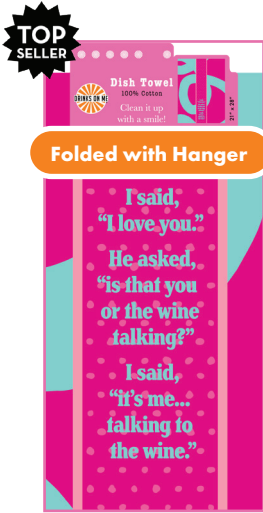 TOP
SELLER
Dish Towel
100% Cotton
DRINKS ON ME
Clean it up
with a smile!
21" x 28"
Folded with Hanger
I said,
“I love you.”
He asked,
“is that you
or the wine
talking?”
I said,
“it’s me...
talking to
the wine.”